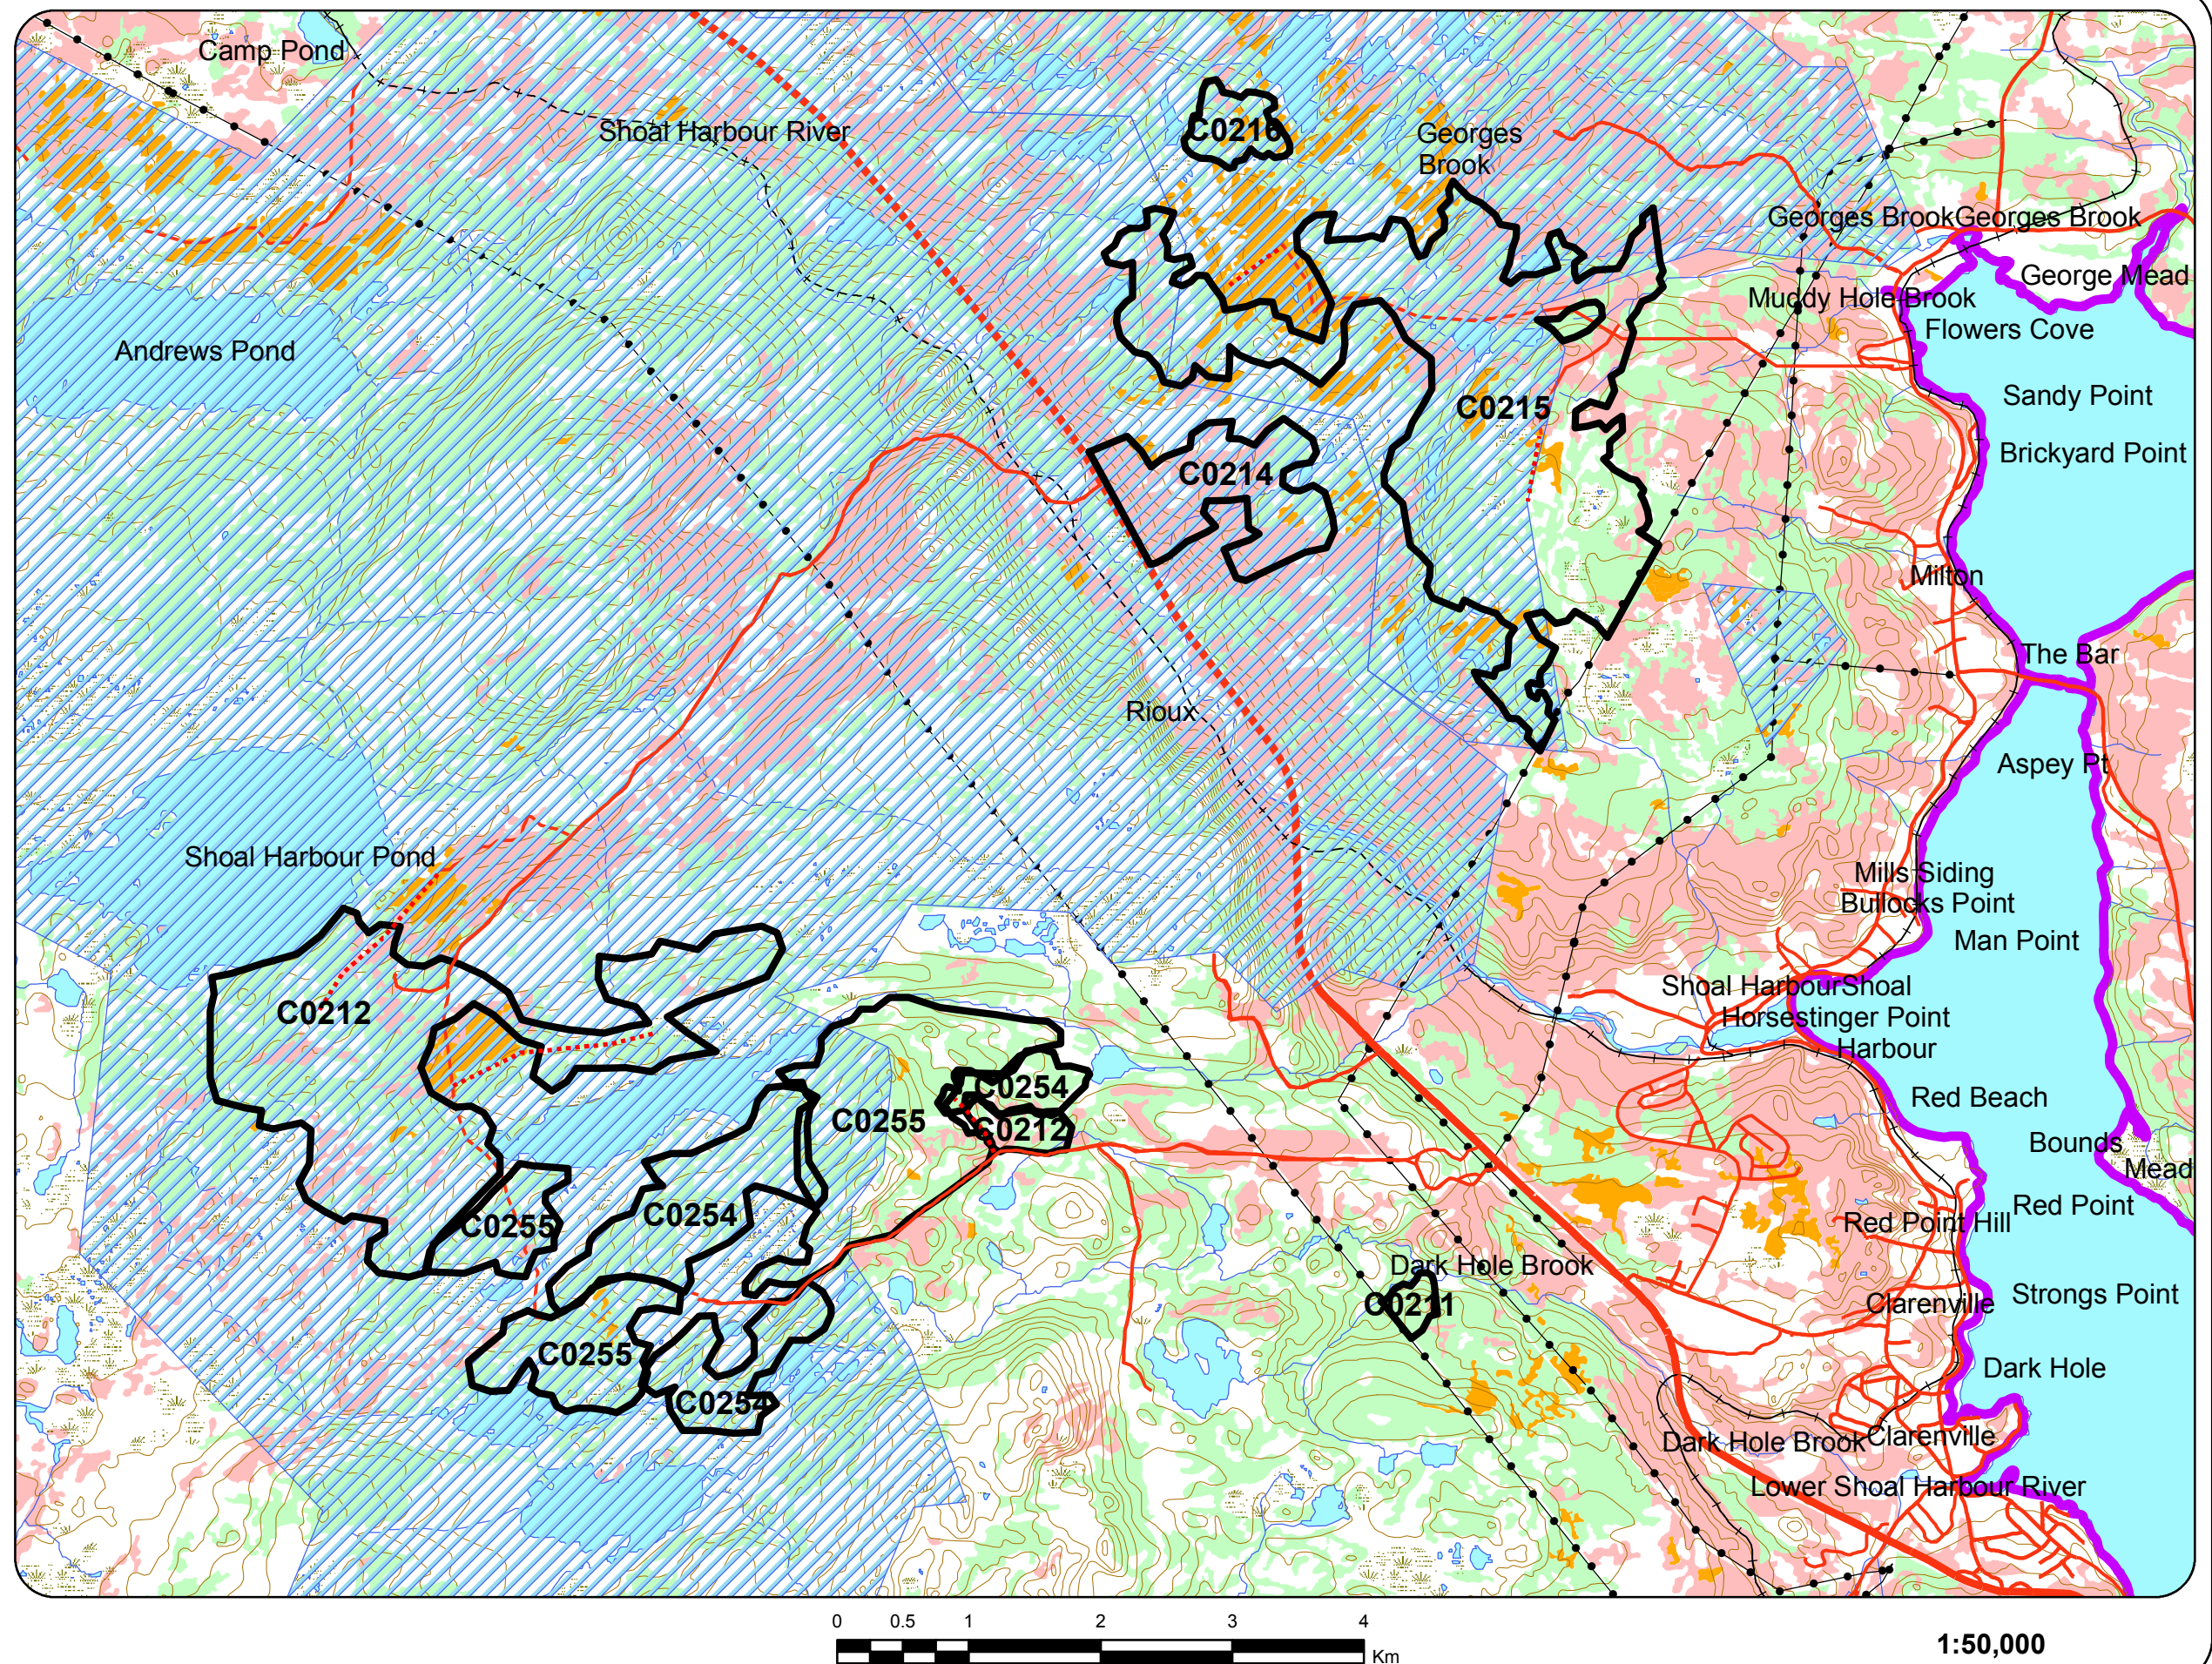 Camp Pond
Shoal Harbour River
C0216
Georges
Brook
Georges Brook
Georges Brook
George Mead
Muddy Hole Brook
Flowers Cove
Andrews Pond
Sandy Point
C0215
Brickyard Point
C0214
Milton
The Bar
Rioux
Aspey Pt
Shoal Harbour Pond
Mills Siding
Bullocks Point
Man Point
Shoal Harbour
Shoal
C0212
Horsestinger Point
Harbour
C0254
Red Beach
C0255
C0212
Bounds
Mead
Red Point
C0254
C0255
Red Point Hill
Dark Hole Brook
Strongs Point
C0211
Clarenville
C0255
Dark Hole
C0254
Dark Hole Brook
Clarenville
Lower Shoal Harbour River
0 0.5 1 2 3 4
Km
1:50,000